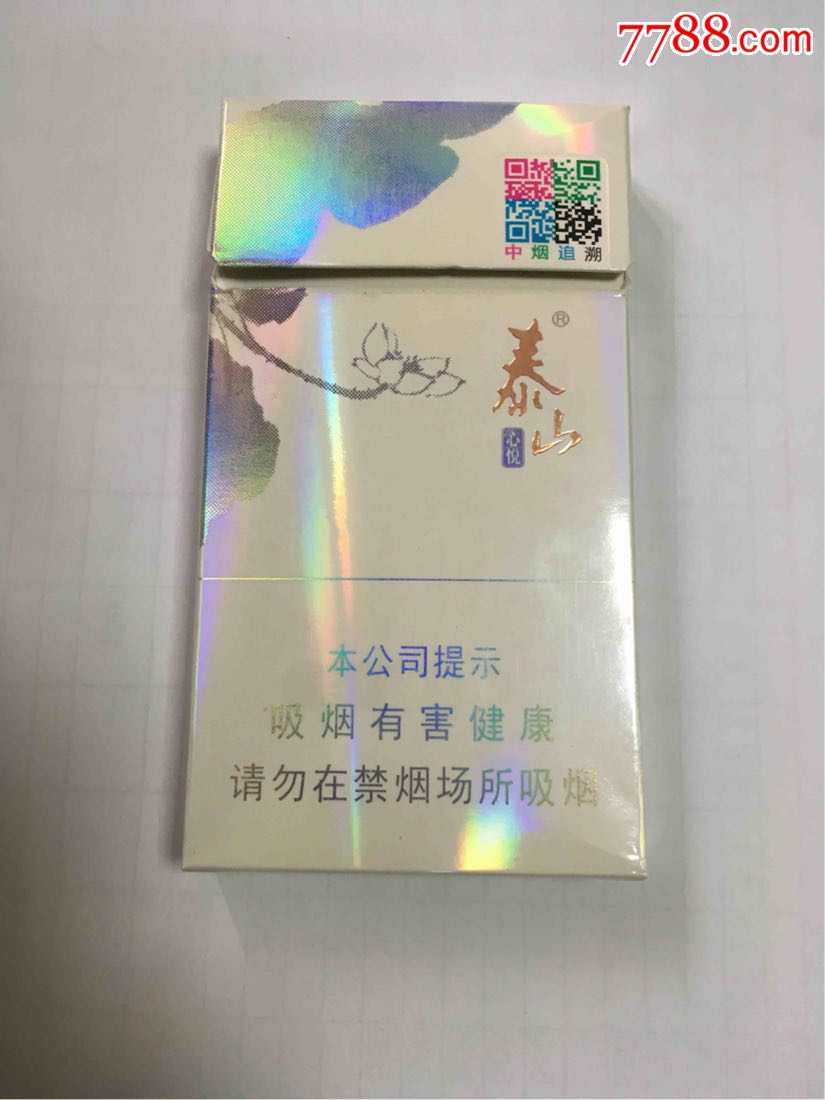 7788.com
中烟追溯
泰山®
心悦
本公司提示
吸烟有害健康
请勿在禁烟场所吸烟